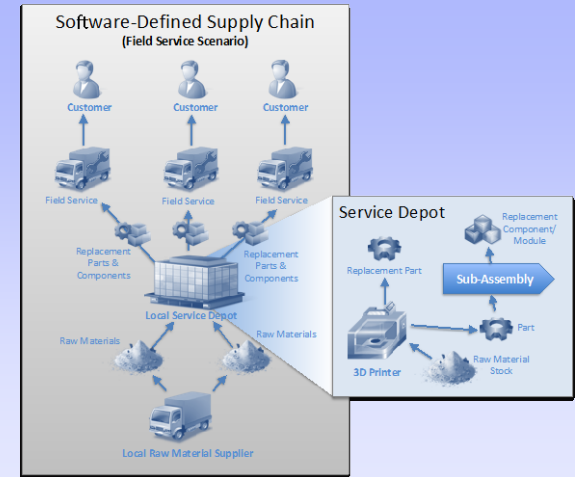 Software-Defined Supply Chain
(Field Service Scenario)
Customer
Customer
Customer
Field Service
Field Service
Field Service
Replacement
Parts &
Components
Replacement
Parts &
Components
Local Service Depot
Raw Materials
Raw Materials
Local Raw Material Supplier
Service Depot
Replacement
Component/
Module
Replacement Part
Sub-Assembly
Part
3D Printer
Raw Material
Stock